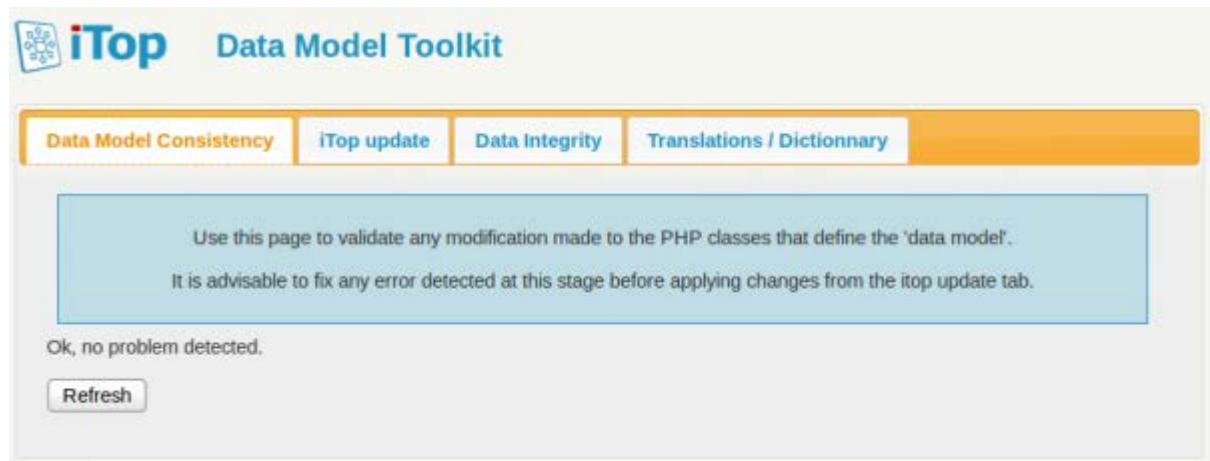 iTop Data Model Toolkit
Data Model Consistency iTop update Data Integrity Translations / Dictionnary
Use this page to validate any modification made to the PHP classes that define the 'data model'.
It is advisable to fix any error detected at this stage before applying changes from the itop update tab.
Ok, no problem detected.
Refresh